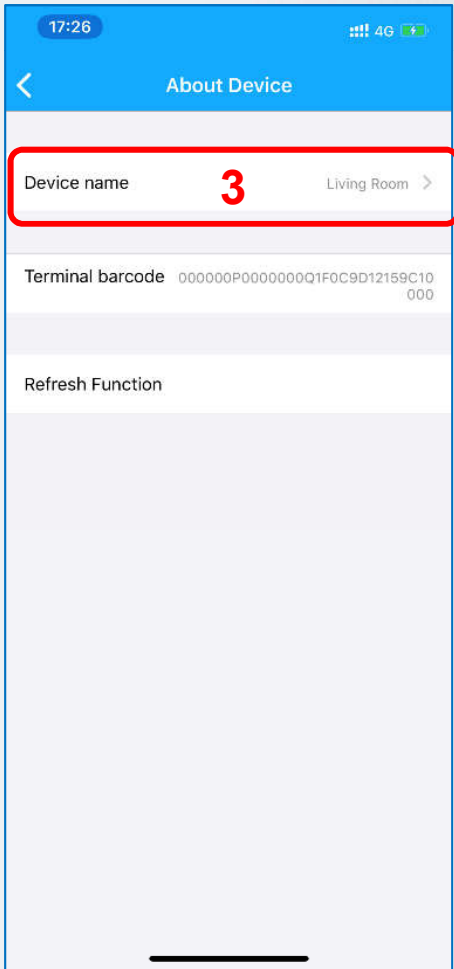 17:26 4G
About Device
Device name 3 Living Room
Terminal barcode 000000P0000000Q1F0C9D12159C10
000
Refresh Function